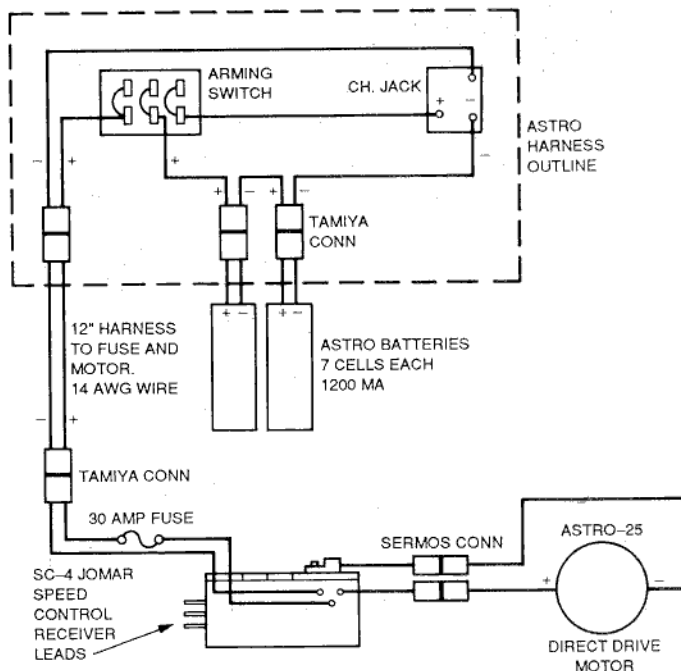 ARMING
SWITCH
CH. JACK
+
−
ASTRO
HARNESS
OUTLINE
− +
+
−
+ − + −
TAMIYA
CONN
+ − + −
12" HARNESS
TO FUSE AND
MOTOR.
14 AWG WIRE
ASTRO BATTERIES
7 CELLS EACH
1200 MA
− +
TAMIYA CONN
30 AMP FUSE
SERMOS CONN
ASTRO–25
+ −
SC–4 JOMAR
SPEED
CONTROL
RECEIVER
LEADS
DIRECT DRIVE
MOTOR